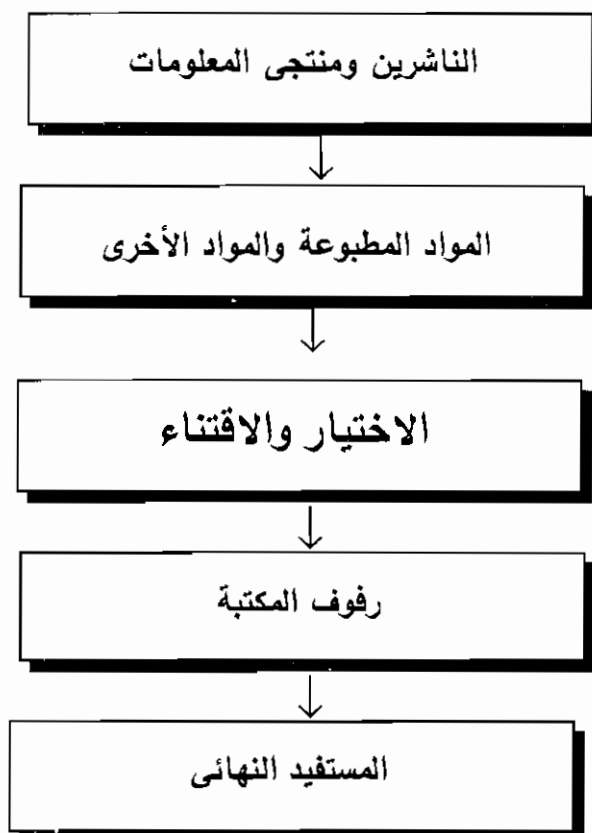 الناشرين ومنتجى المعلومات
المواد المطبوعة والمواد الأخرى
الاختيار والاقتناء
رفوف المكتبة
المستفيد النهائى